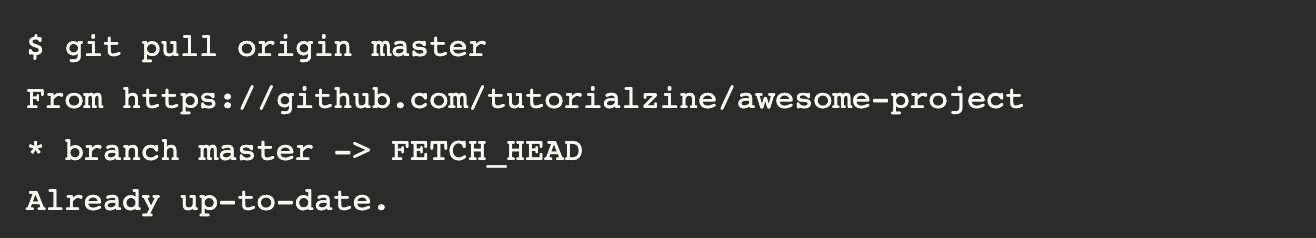 $ git pull origin master
From https://github.com/tutorialzine/awesome-project
* branch master -> FETCH_HEAD
Already up-to-date.